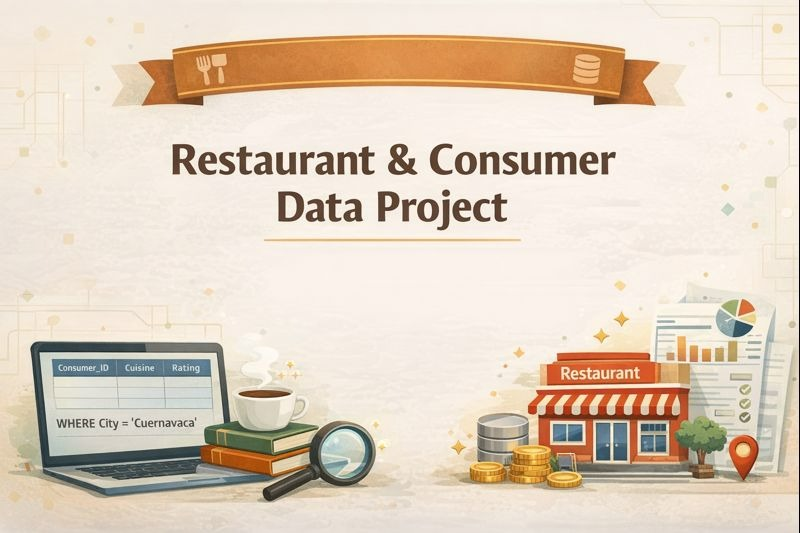 Restaurant & Consumer
Data Project
Consumer_ID Cuisine Rating
WHERE City = 'Cuernavaca'
Restaurant